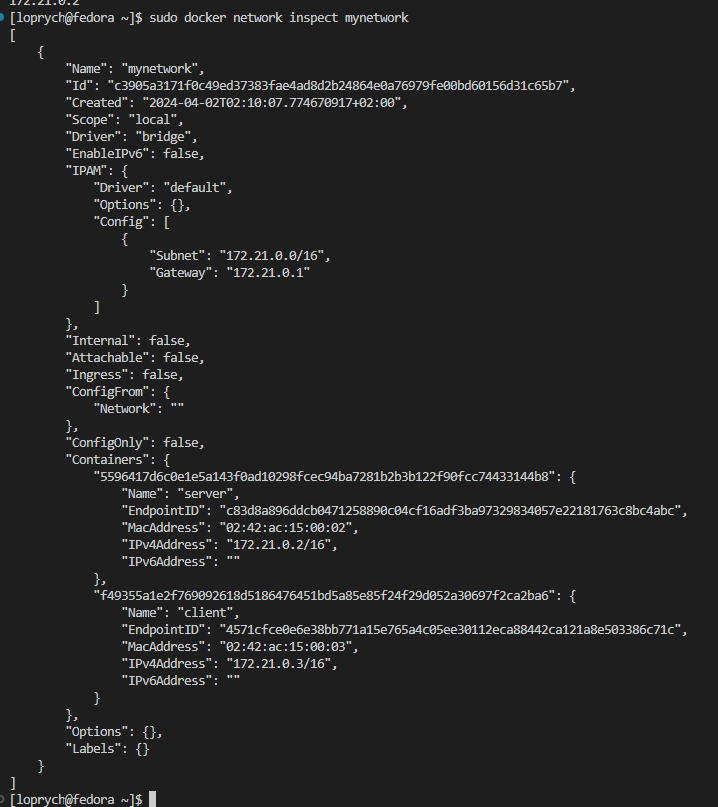 172.21.0.2
[loprych@fedora ~]$ sudo docker network inspect mynetwork
[
    {
        "Name": "mynetwork",
        "Id": "c3905a3171f0c49ed37383fae4ad8d2b24864e0a76979fe00bd60156d31c65b7",
        "Created": "2024-04-02T02:10:07.774670917+02:00",
        "Scope": "local",
        "Driver": "bridge",
        "EnableIPv6": false,
        "IPAM": {
            "Driver": "default",
            "Options": {},
            "Config": [
                {
                    "Subnet": "172.21.0.0/16",
                    "Gateway": "172.21.0.1"
                }
            ]
        },
        "Internal": false,
        "Attachable": false,
        "Ingress": false,
        "ConfigFrom": {
            "Network": ""
        },
        "ConfigOnly": false,
        "Containers": {
            "5596417d6c0e1e5a143f0ad10298fcec94ba7281b2b3b122f90fcc74433144b8": {
                "Name": "server",
                "EndpointID": "c83d8a896ddcb0471258890c04cf16adf3ba97329834057e22181763c8bc4abc",
                "MacAddress": "02:42:ac:15:00:02",
                "IPv4Address": "172.21.0.2/16",
                "IPv6Address": ""
            },
            "f49355a1e2f769092618d5186476451bd5a85e85f24f29d052a30697f2ca2ba6": {
                "Name": "client",
                "EndpointID": "4571cfce0e6e38bb771a15e765a4c05ee30112eca88442ca121a8e503386c71c",
                "MacAddress": "02:42:ac:15:00:03",
                "IPv4Address": "172.21.0.3/16",
                "IPv6Address": ""
            }
        },
        "Options": {},
        "Labels": {}
    }
]
[loprych@fedora ~]$